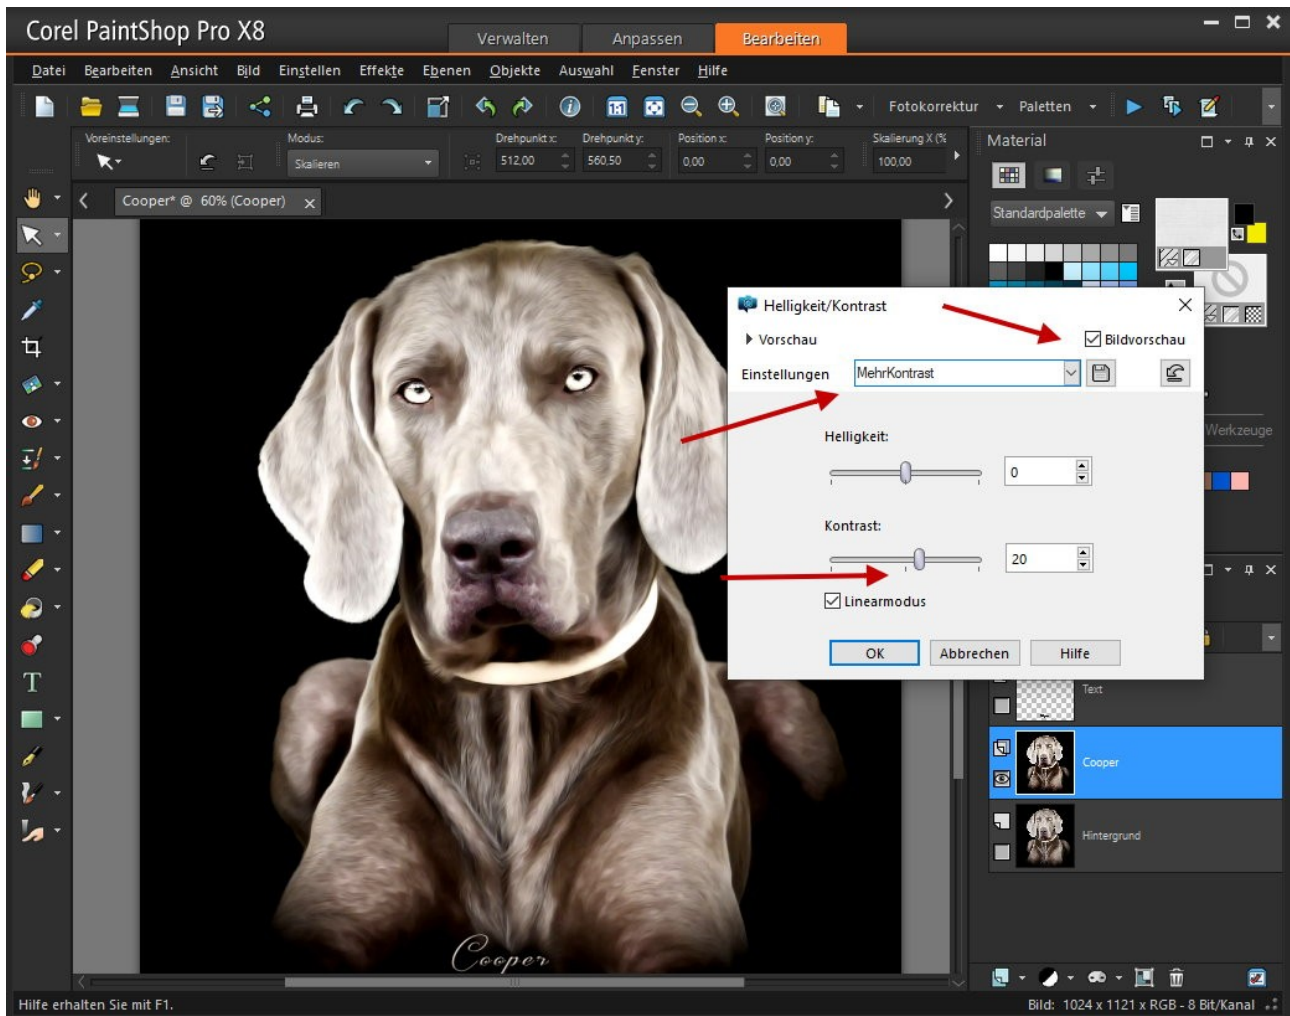 Corel PaintShop Pro X8
Verwalten Anpassen Bearbeiten
Datei Bearbeiten Ansicht Bild Einstellen Effekte Ebenen Objekte Auswahl Fenster Hilfe
1:1 Fotokorrektur Paletten
Voreinstellungen: Modus: Drehpunkt x: Drehpunkt y: Position x: Position y: Skalierung X (%
Skalieren 512,00 560,50 0,00 0,00 100,00
Material
Cooper* @ 60% (Cooper)
Standardpalette
Helligkeit/Kontrast
Vorschau Bildvorschau
Einstellungen MehrKontrast
Werkzeuge
Helligkeit:
0
Kontrast:
20
Linearmodus
OK Abbrechen Hilfe
T
Text
Cooper
Hintergrund
Cooper
Hilfe erhalten Sie mit F1.
Bild: 1024 x 1121 x RGB - 8 Bit/Kanal